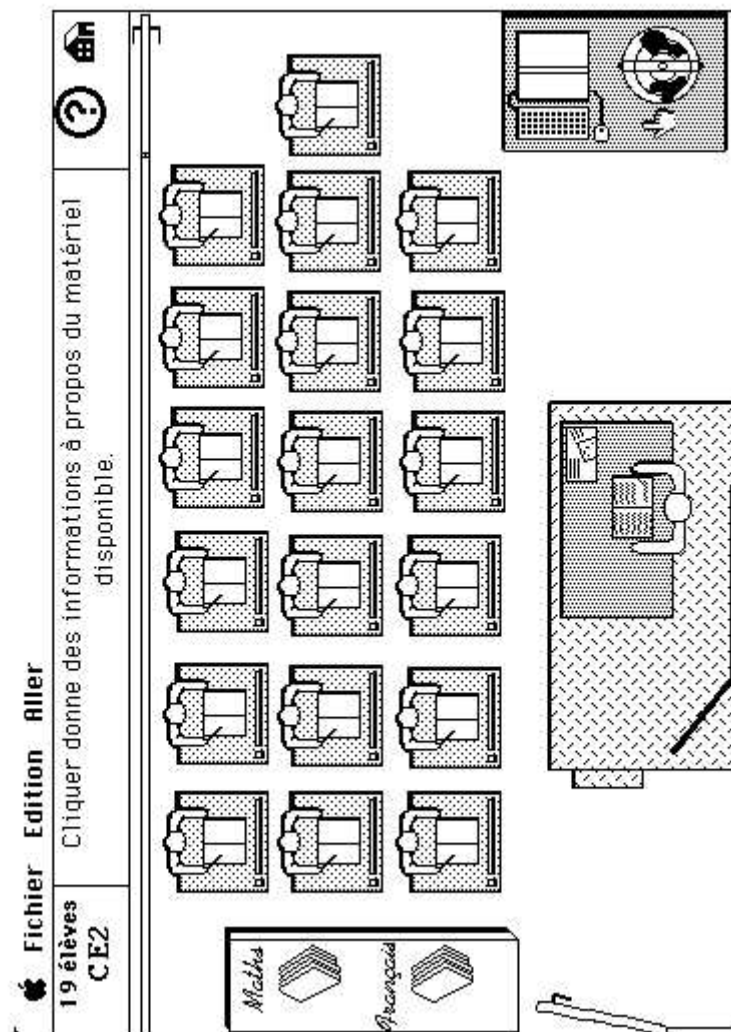 Fichier Edition Aller
19 élèves
CE2
Cliquer donne des informations à propos du matériel
disponible.
?
Maths
Français